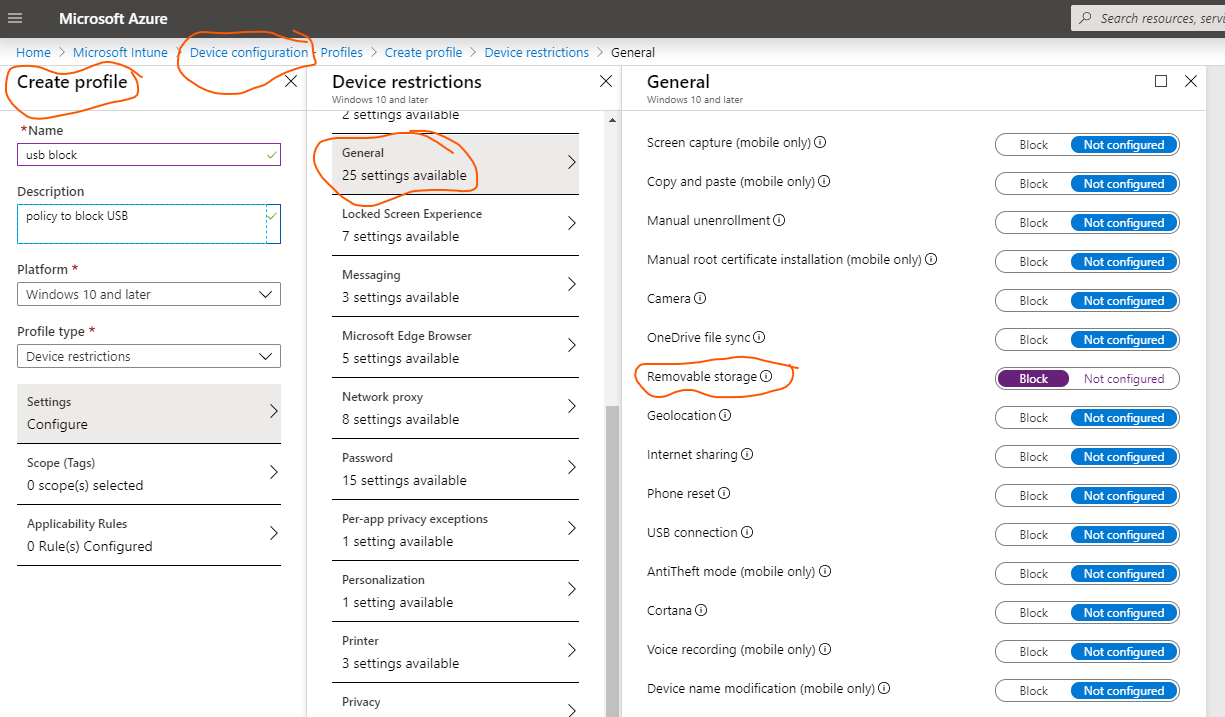 Microsoft Azure
Search resources, servi
Home > Microsoft Intune > Device configuration - Profiles > Create profile > Device restrictions > General
Create profile
*Name
usb block
Description
policy to block USB
Platform *
Windows 10 and later
Profile type *
Device restrictions
Settings
Configure
Scope (Tags)
0 scope(s) selected
Applicability Rules
0 Rule(s) Configured
Device restrictions
Windows 10 and later
2 settings available
General
25 settings available
Locked Screen Experience
7 settings available
Messaging
3 settings available
Microsoft Edge Browser
5 settings available
Network proxy
8 settings available
Password
15 settings available
Per-app privacy exceptions
1 setting available
Personalization
1 setting available
Printer
3 settings available
Privacy
General
Windows 10 and later
Screen capture (mobile only) Block Not configured
Copy and paste (mobile only) Block Not configured
Manual unenrollment Block Not configured
Manual root certificate installation (mobile only) Block Not configured
Camera Block Not configured
OneDrive file sync Block Not configured
Removable storage Block Not configured
Geolocation Block Not configured
Internet sharing Block Not configured
Phone reset Block Not configured
USB connection Block Not configured
AntiTheft mode (mobile only) Block Not configured
Cortana Block Not configured
Voice recording (mobile only) Block Not configured
Device name modification (mobile only) Block Not configured